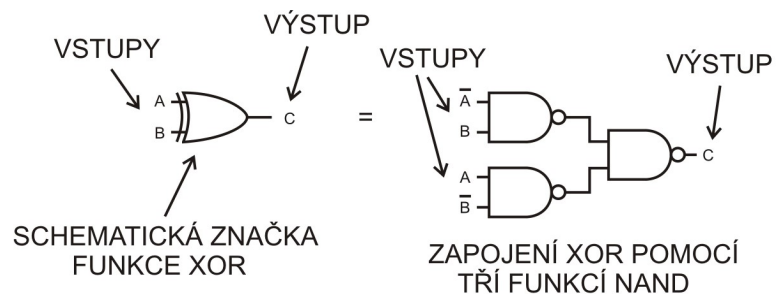 VSTUPY
VÝSTUP
A
B
C
SCHEMATICKÁ ZNAČKA
FUNKCE XOR
=
VSTUPY
VÝSTUP
A̅
B
A
B̅
C
ZAPOJENÍ XOR POMOCÍ
TŘÍ FUNKCÍ NAND